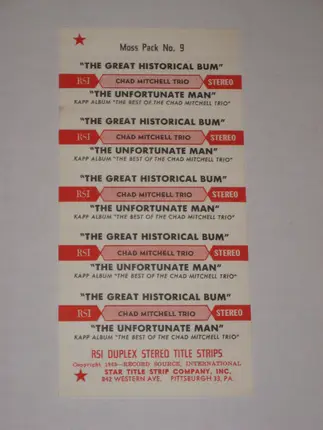 Moss Pack No. 9
"THE GREAT HISTORICAL BUM"
RSI CHAD MITCHELL TRIO STEREO
"THE UNFORTUNATE MAN"
KAPP ALBUM "THE BEST OF THE CHAD MITCHELL TRIO"
"THE GREAT HISTORICAL BUM"
RSI CHAD MITCHELL TRIO STEREO
"THE UNFORTUNATE MAN"
KAPP ALBUM "THE BEST OF THE CHAD MITCHELL TRIO"
"THE GREAT HISTORICAL BUM"
RSI CHAD MITCHELL TRIO STEREO
"THE UNFORTUNATE MAN"
KAPP ALBUM "THE BEST OF THE CHAD MITCHELL TRIO"
"THE GREAT HISTORICAL BUM"
RSI CHAD MITCHELL TRIO STEREO
"THE UNFORTUNATE MAN"
KAPP ALBUM "THE BEST OF THE CHAD MITCHELL TRIO"
"THE GREAT HISTORICAL BUM"
RSI CHAD MITCHELL TRIO STEREO
"THE UNFORTUNATE MAN"
KAPP ALBUM "THE BEST OF THE CHAD MITCHELL TRIO"
RSI DUPLEX STEREO TITLE STRIPS
Copyright RECORD SOURCE, INTERNATIONAL
STAR TITLE STRIP COMPANY, INC.
842 WESTERN AVE. PITTSBURGH 33, PA.